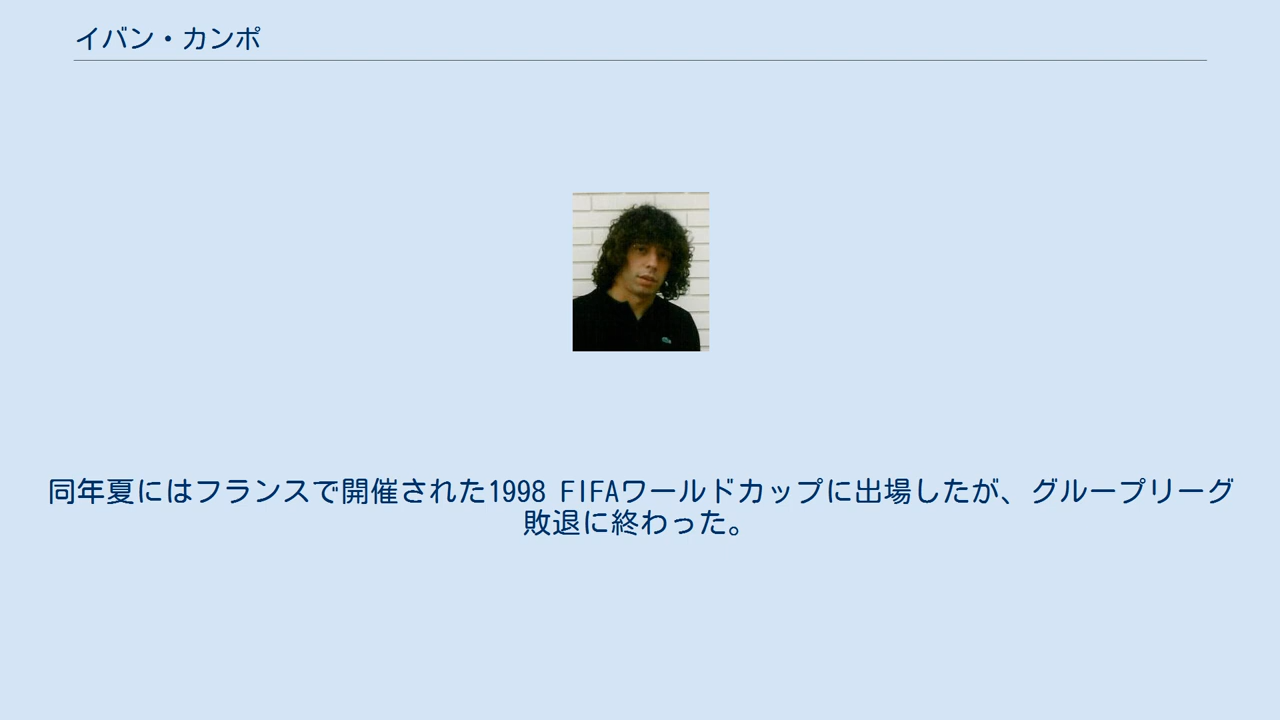 イバン・カンポ
同年夏にはフランスで開催された1998 FIFAワールドカップに出場したが、グループリーグ
敗退に終わった。